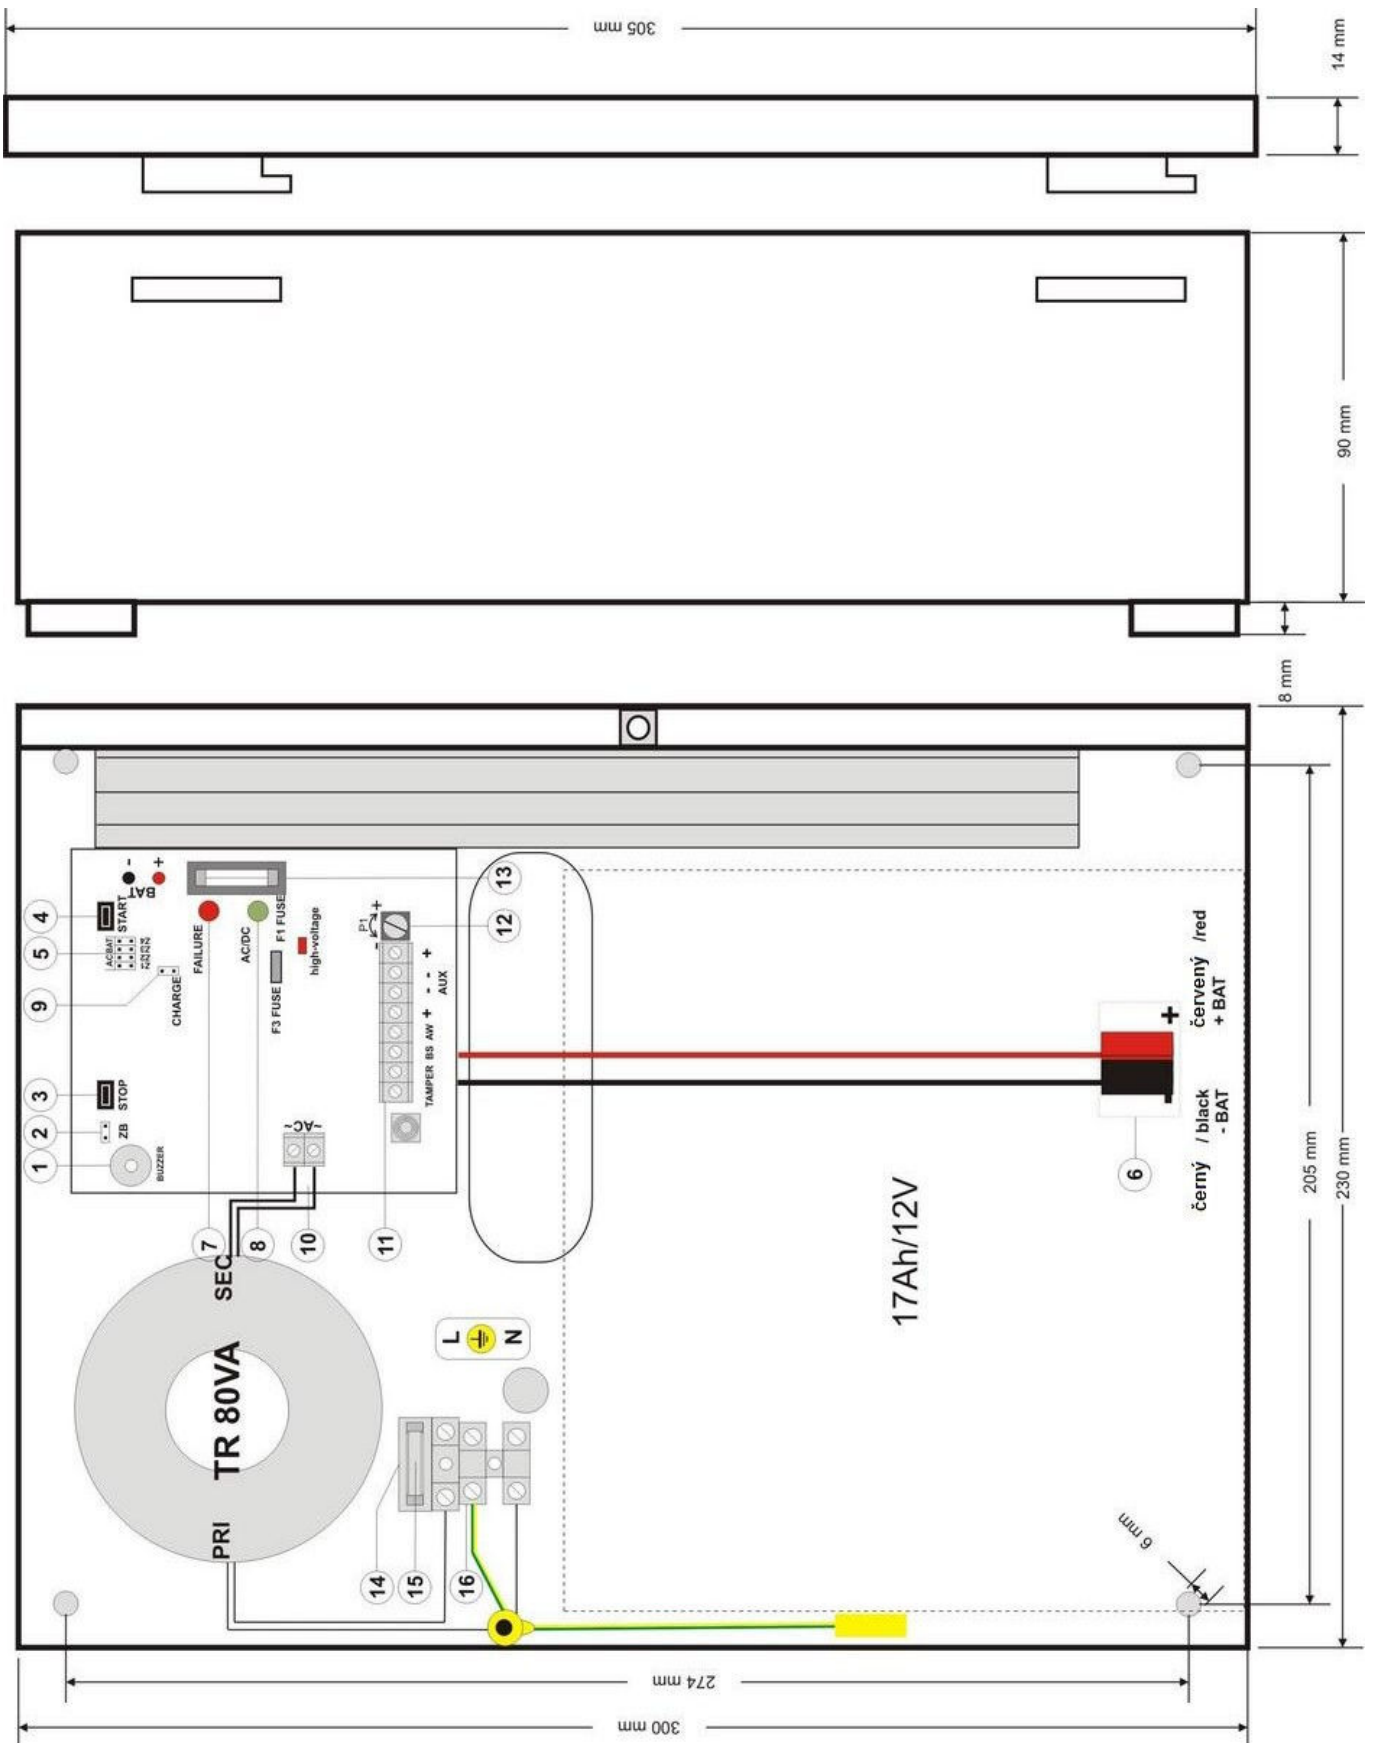 305 mm
14 mm
90 mm
8 mm
BAT
-
+
4
START
5
AC BAT
9
CHARGE
FAILURE
AC/DC
F1 FUSE
F3 FUSE
high-voltage
13
12
P1
-
+
+ - - +
AUX
TAMPER BS AW
3
STOP
2
ZB
1
BUZZER
~AC~
7
8
10
11
SEC
TR 80VA
PRI
L
N
14
15
16
17Ah/12V
6
+
-
červený /red
+ BAT
černý / black
- BAT
205 mm
230 mm
6 mm
274 mm
300 mm